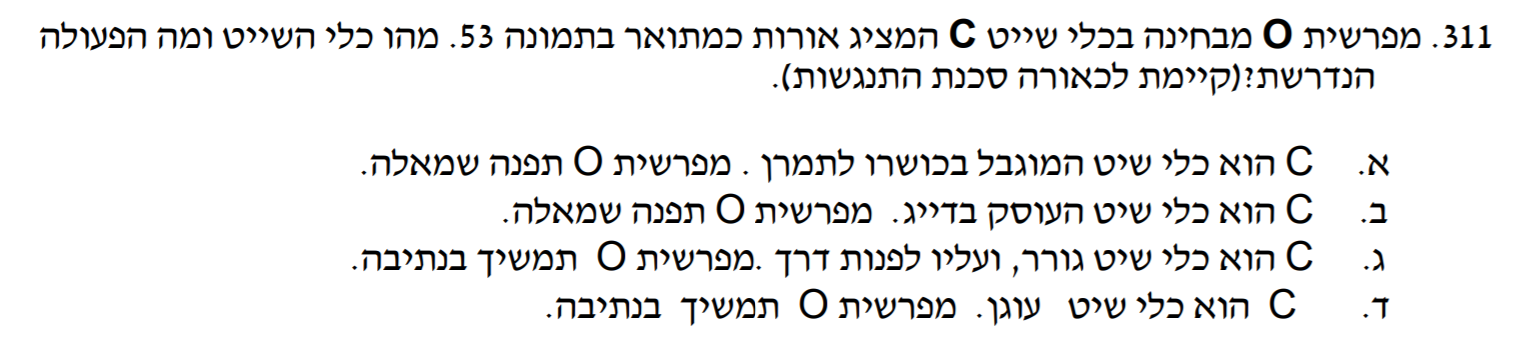 311. מפרשית O מבחינה בכלי שייט C המציג אורות כמתואר בתמונה 53. מהו כלי השייט ומה הפעולה
הנדרשת?(קיימת לכאורה סכנת התנגשות).
א. C הוא כלי שיט המוגבל בכושרו לתמרן . מפרשית O תפנה שמאלה.
ב. C הוא כלי שיט העוסק בדייג. מפרשית O תפנה שמאלה.
ג. C הוא כלי שיט גורר, ועליו לפנות דרך .מפרשית O תמשיך בנתיבה.
ד. C הוא כלי שיט עוגן. מפרשית O תמשיך בנתיבה.